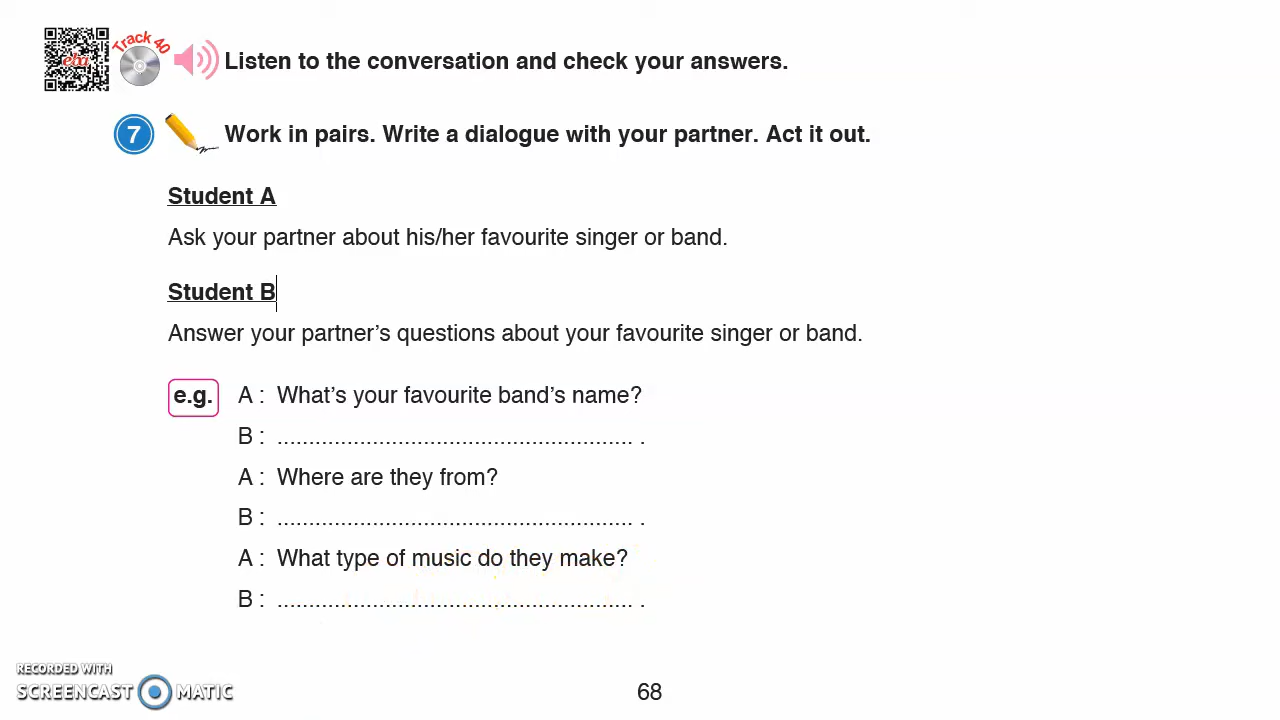 Track 40
eba
Listen to the conversation and check your answers.
7
Work in pairs. Write a dialogue with your partner. Act it out.
Student A
Ask your partner about his/her favourite singer or band.
Student B
Answer your partner’s questions about your favourite singer or band.
e.g. A : What’s your favourite band’s name?
B : ........................................................ .
A : Where are they from?
B : ........................................................ .
A : What type of music do they make?
B : ........................................................ .
RECORDED WITH
SCREENCAST MATIC
68